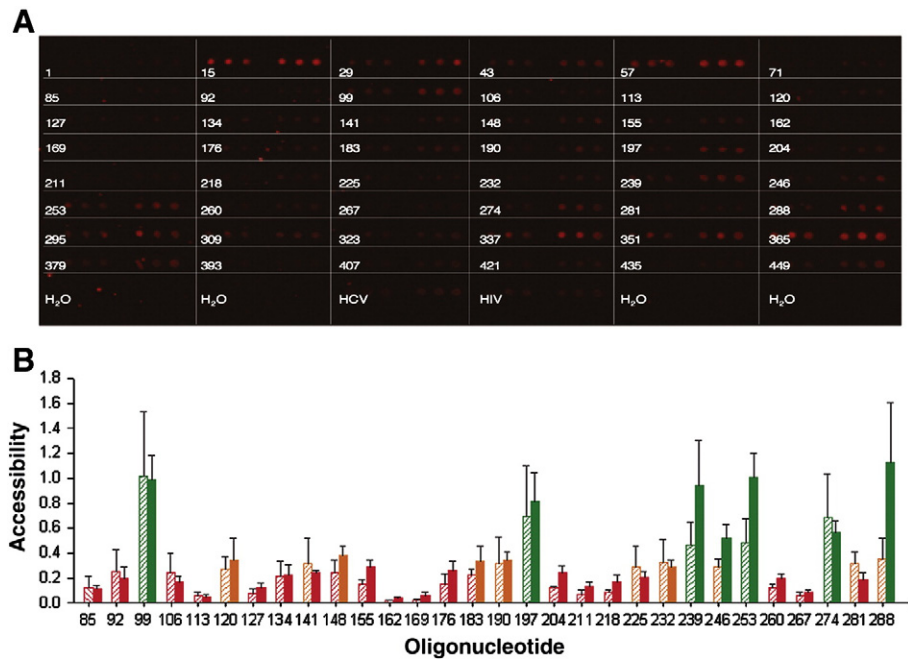 A
1 15 29 43 57 71
85 92 99 106 113 120
127 134 141 148 155 162
169 176 183 190 197 204
211 218 225 232 239 246
253 260 267 274 281 288
295 309 323 337 351 365
379 393 407 421 435 449
H₂O H₂O HCV HIV H₂O H₂O
B
1.8
1.6
1.4
1.2
1.0
0.8
0.6
0.4
0.2
0.0
Accessibility
85 92 99 106 113 120 127 134 141 148 155 162 169 176 183 190 197 204 211 218 225 232 239 246 253 260 267 274 281 288
Oligonucleotide